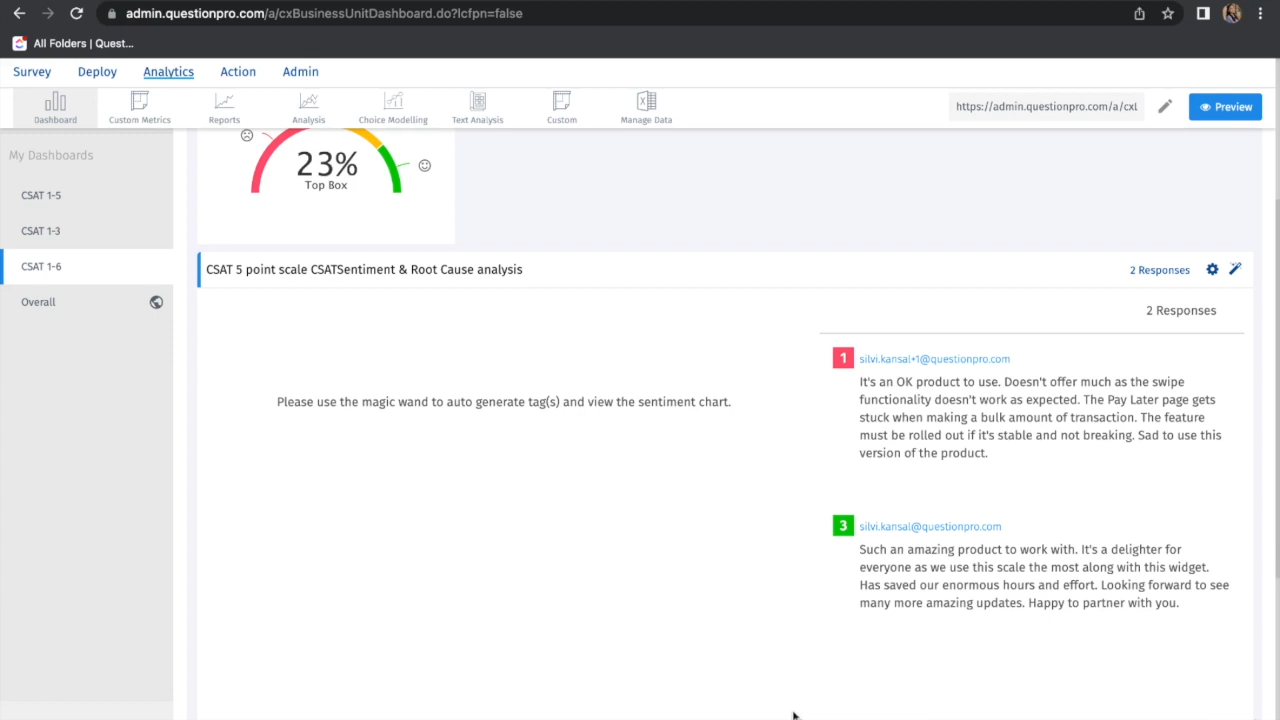 admin.questionpro.com/a/cxBusinessUnitDashboard.do?lcfpn=false
All Folders | Quest...
Survey Deploy Analytics Action Admin
Dashboard Custom Metrics Reports Analysis Choice Modelling Text Analysis Custom Manage Data
https://admin.questionpro.com/a/cxl
Preview
My Dashboards
CSAT 1-5
CSAT 1-3
CSAT 1-6
Overall
23%
Top Box
CSAT 5 point scale CSATSentiment & Root Cause analysis
2 Responses
2 Responses
Please use the magic wand to auto generate tag(s) and view the sentiment chart.
1 silvi.kansal+1@questionpro.com
It's an OK product to use. Doesn't offer much as the swipe
functionality doesn't work as expected. The Pay Later page gets
stuck when making a bulk amount of transaction. The feature
must be rolled out if it's stable and not breaking. Sad to use this
version of the product.
3 silvi.kansal@questionpro.com
Such an amazing product to work with. It's a delighter for
everyone as we use this scale the most along with this widget.
Has saved our enormous hours and effort. Looking forward to see
many more amazing updates. Happy to partner with you.